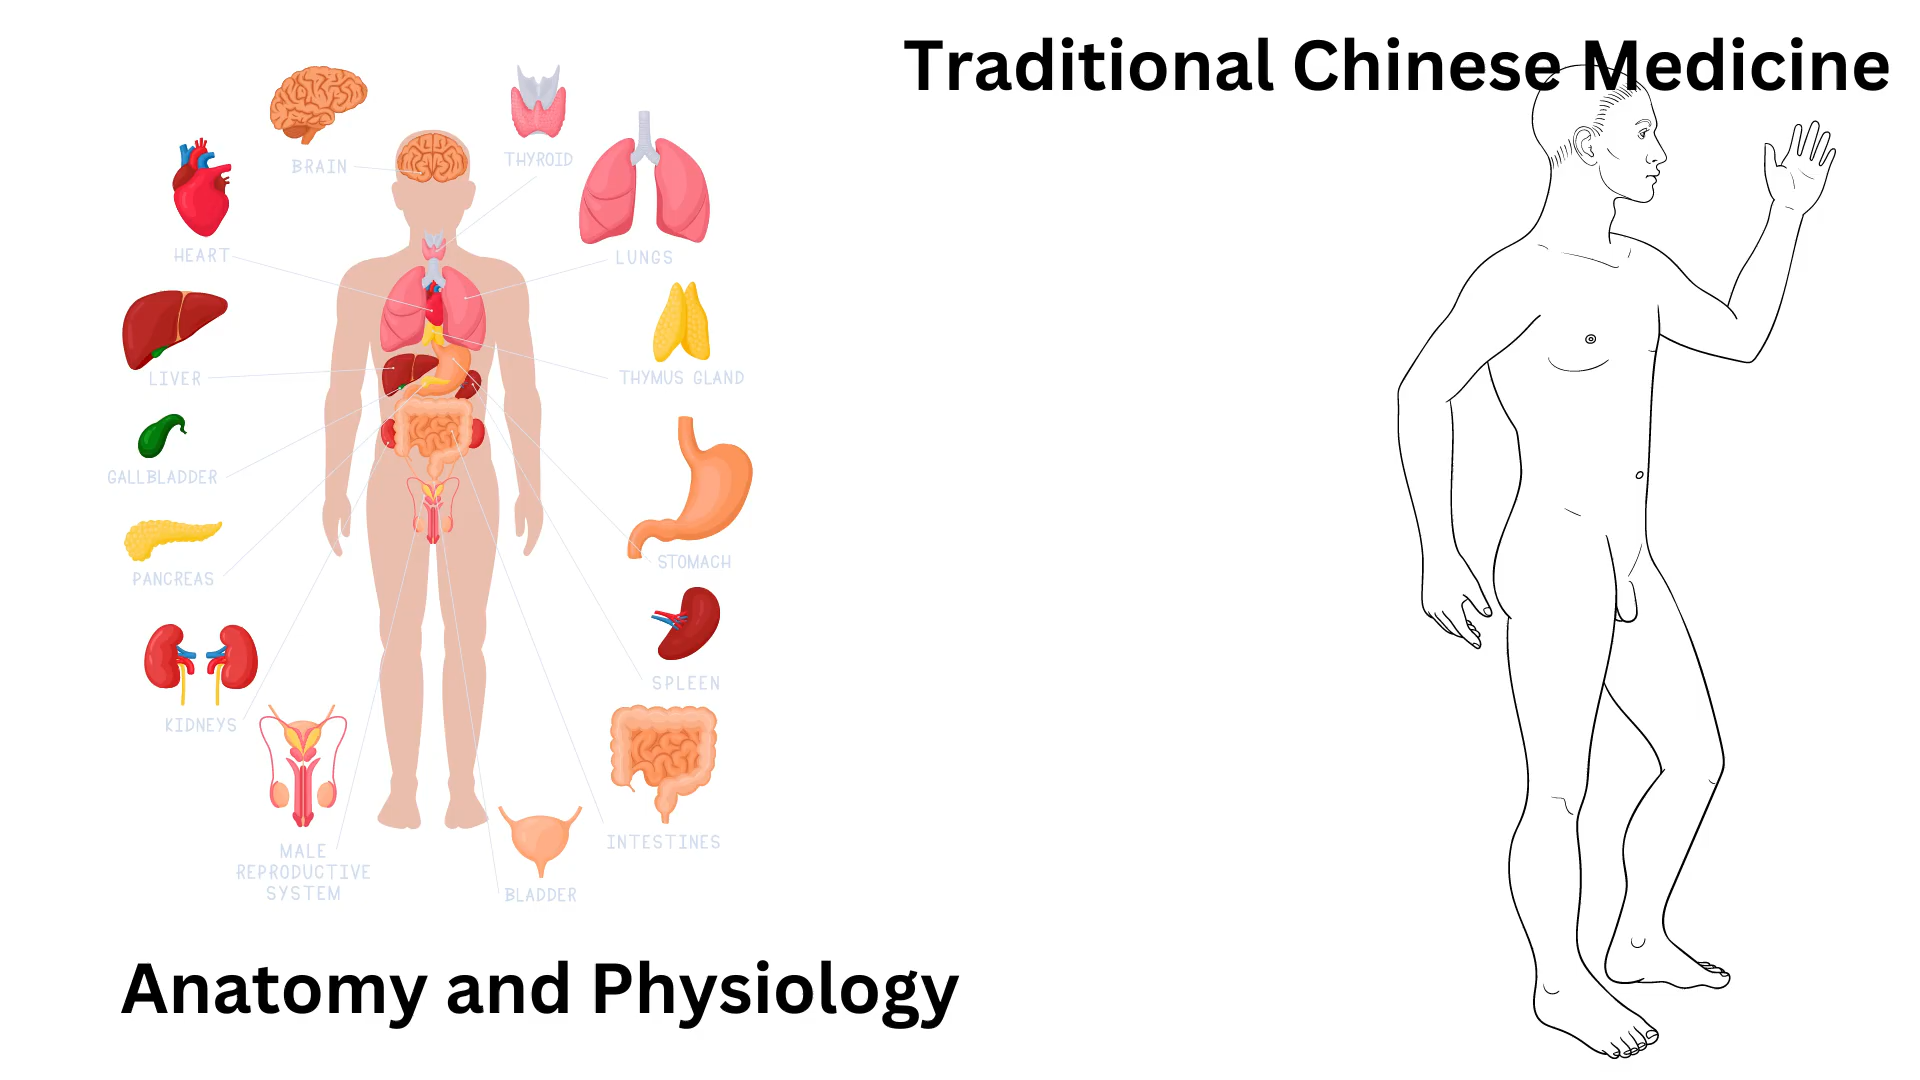 Traditional Chinese Medicine
BRAIN
THYROID
HEART
LUNGS
LIVER
THYMUS GLAND
GALLBLADDER
PANCREAS
STOMACH
SPLEEN
KIDNEYS
MALE
REPRODUCTIVE
SYSTEM
INTESTINES
BLADDER
Anatomy and Physiology